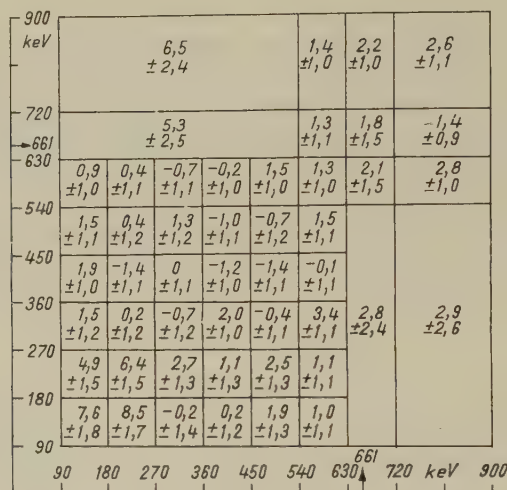 900
keV
6,5 1,4 2,2 2,6
±2,4 ±1,0 ±1,0 ±1,1
720
5,3 1,3 1,8 −1,4
661 ±2,5 ±1,1 ±1,5 ±0,9
630
0,9 0,4 −0,7 −0,2 1,5 1,3 2,1 2,8
±1,0 ±1,1 ±1,1 ±1,0 ±1,0 ±1,0 ±1,5 ±1,0
540
1,5 0,4 1,3 −1,0 −0,7 1,5
±1,1 ±1,2 ±1,2 ±1,1 ±1,2 ±1,1
450
1,9 −1,4 0 −1,2 −1,4 −0,1
±1,0 ±1,1 ±1,1 ±1,0 ±1,1 ±1,1
360
1,5 0,2 −0,7 2,0 −0,4 3,4 2,8 2,9
±1,2 ±1,2 ±1,2 ±1,0 ±1,1 ±1,1 ±2,4 ±2,6
270
4,9 6,4 2,7 1,1 2,5 1,1
±1,5 ±1,5 ±1,3 ±1,3 ±1,3 ±1,1
180
7,6 8,5 −0,2 0,2 1,9 1,0
±1,8 ±1,7 ±1,4 ±1,2 ±1,3 ±1,1
90
661
90 180 270 360 450 540 630 720 keV 900